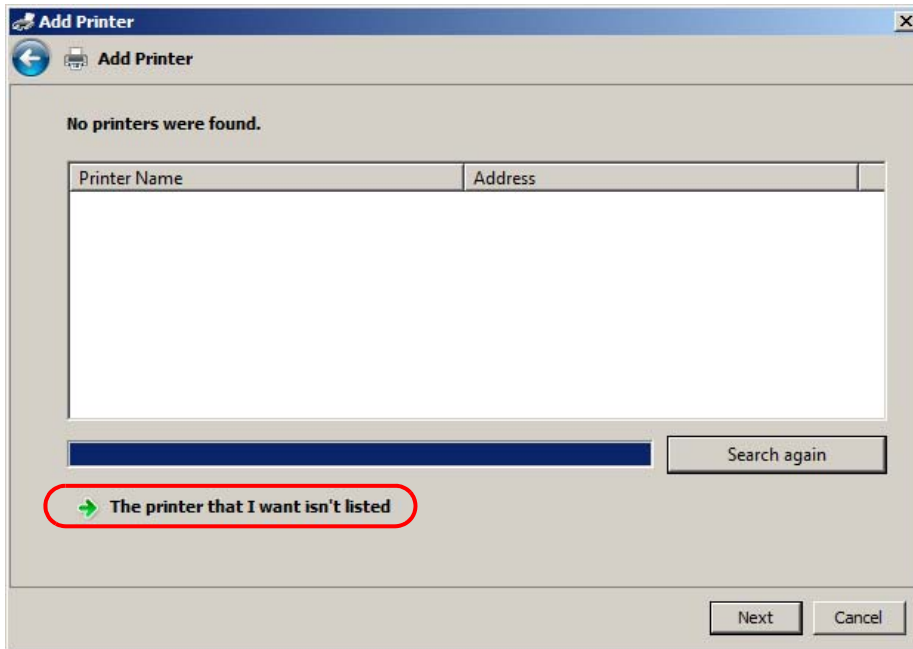 Add Printer
Add Printer
No printers were found.
Printer Name Address
Search again
The printer that I want isn't listed
Next Cancel